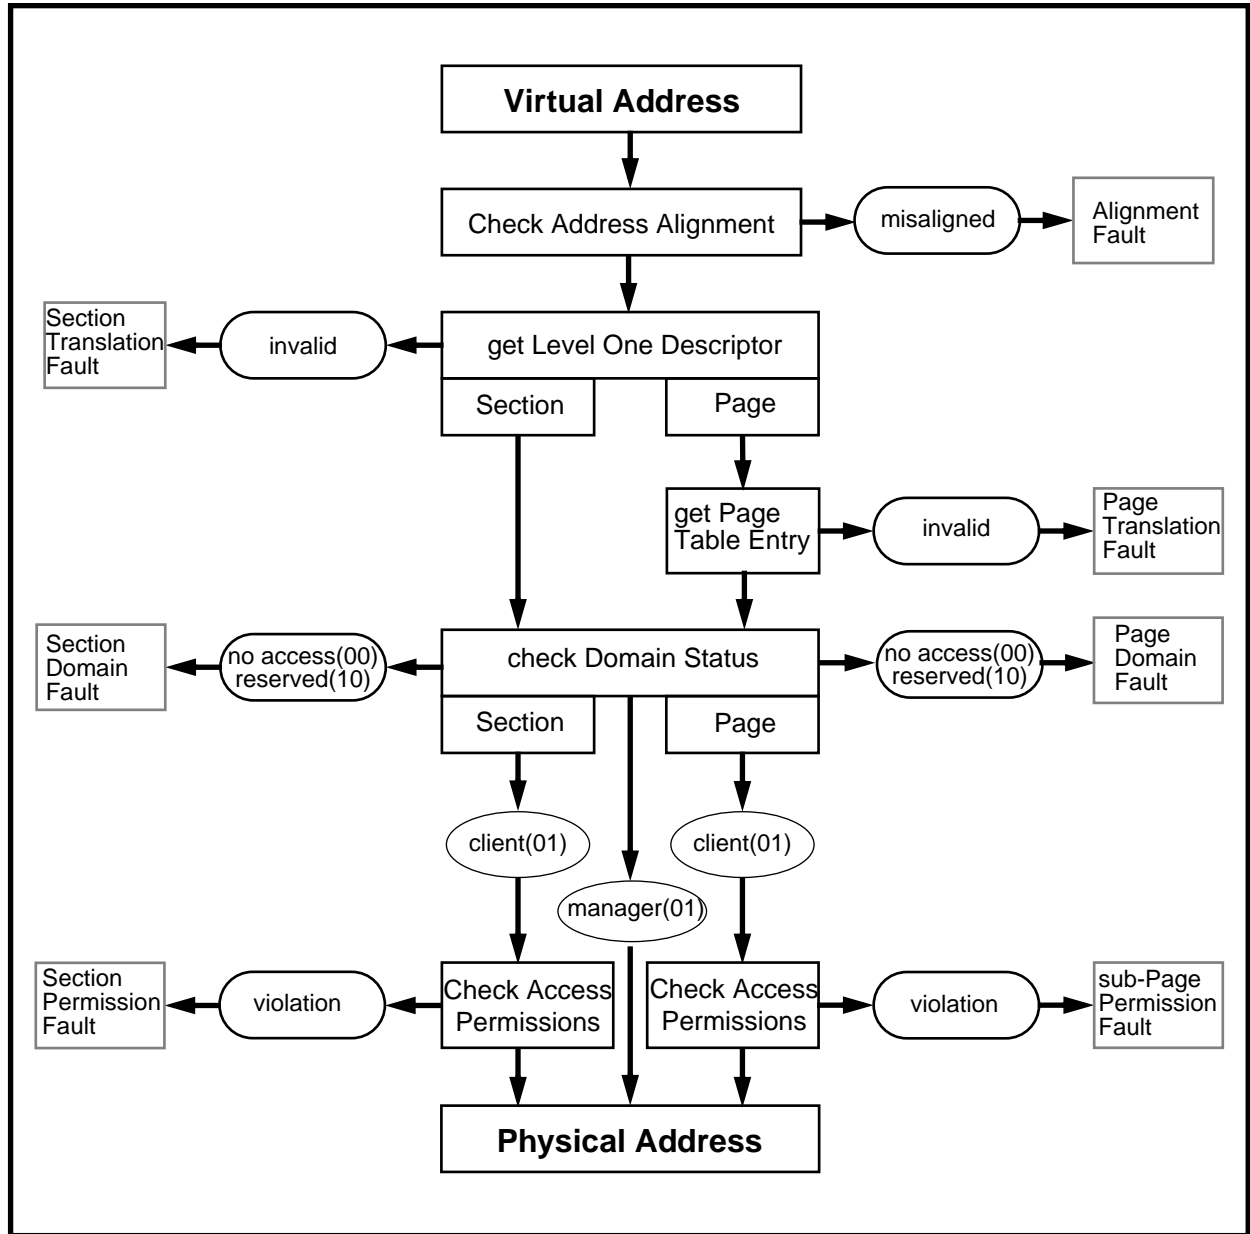 Virtual Address
Check Address Alignment
misaligned
Alignment
Fault
Section
Translation
Fault
invalid
get Level One Descriptor
Section
Page
get Page
Table Entry
invalid
Page
Translation
Fault
Section
Domain
Fault
no access(00)
reserved(10)
check Domain Status
no access(00)
reserved(10)
Page
Domain
Fault
Section
Page
client(01)
client(01)
manager(01)
Section
Permission
Fault
violation
Check Access
Permissions
Check Access
Permissions
violation
sub-Page
Permission
Fault
Physical Address